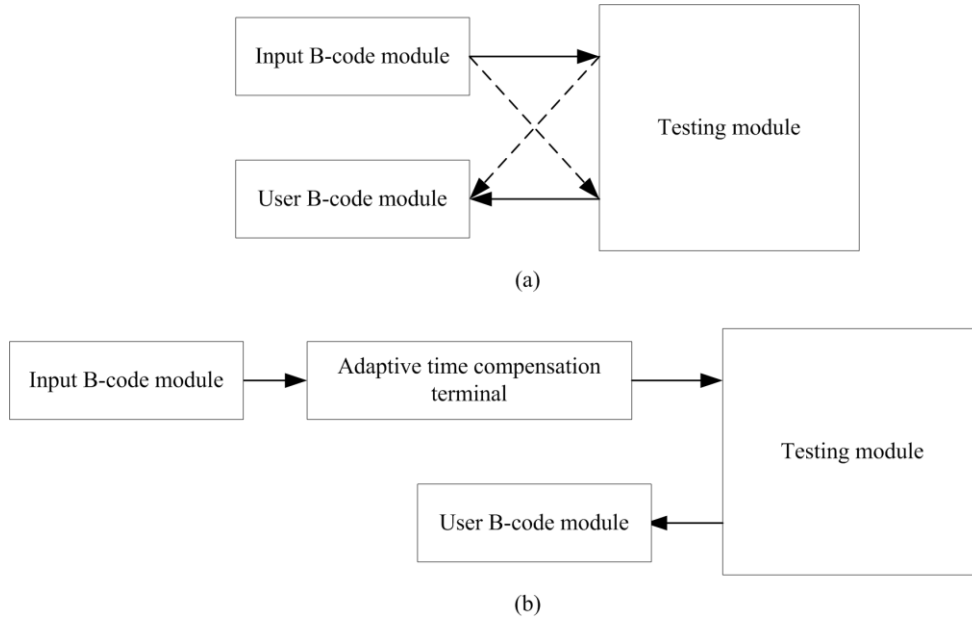 Input B-code module
Testing module
User B-code module
(a)
Input B-code module
Adaptive time compensation
terminal
Testing module
User B-code module
(b)